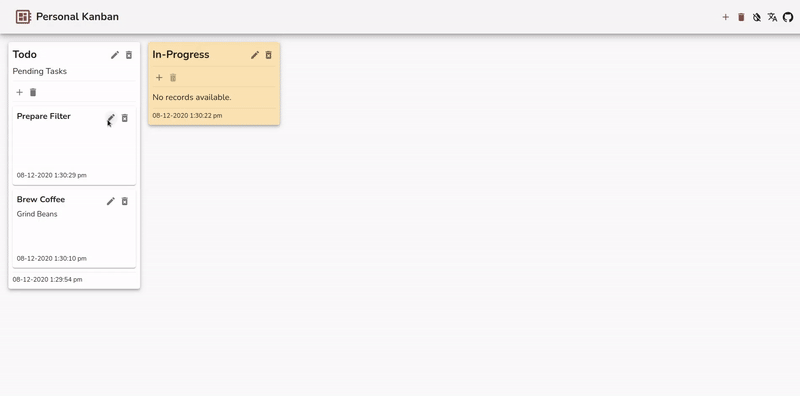 Personal Kanban
Todo
Pending Tasks
Prepare Filter
08-12-2020 1:30:29 pm
Brew Coffee
Grind Beans
08-12-2020 1:30:10 pm
08-12-2020 1:29:54 pm
In-Progress
No records available.
08-12-2020 1:30:22 pm